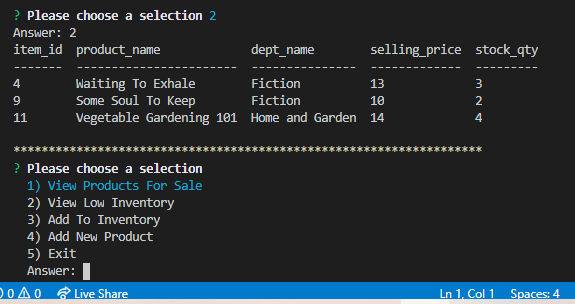 ? Please choose a selection 2
Answer: 2
item_id  product_name             dept_name        selling_price  stock_qty
-------  -----------------------  ---------------  -------------  ---------
4        Waiting To Exhale        Fiction          13             3
9        Some Soul To Keep        Fiction          10             2
11       Vegetable Gardening 101  Home and Garden  14             4
*******************************************************************
? Please choose a selection
1) View Products For Sale
2) View Low Inventory
3) Add To Inventory
4) Add New Product
5) Exit
Answer:
0 0 Live Share Ln 1, Col 1 Spaces: 4